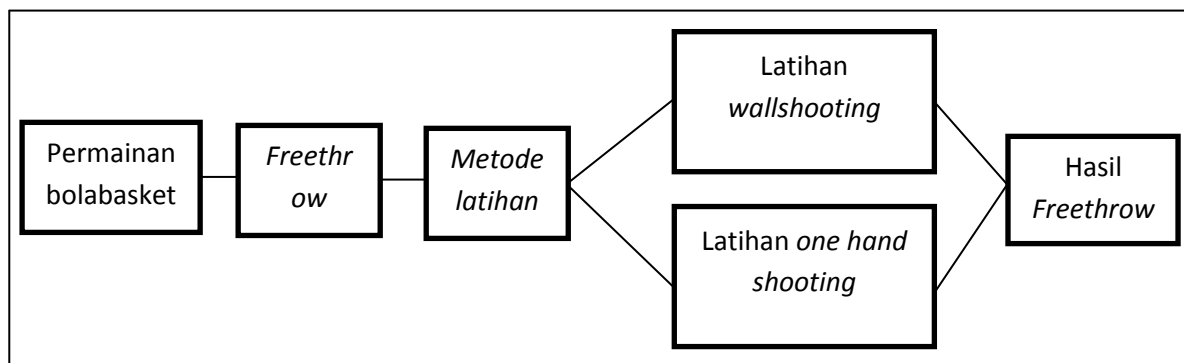 Permainan
bolabasket
Freethr
ow
Metode
latihan
Latihan
wallshooting
Latihan one hand
shooting
Hasil
Freethrow